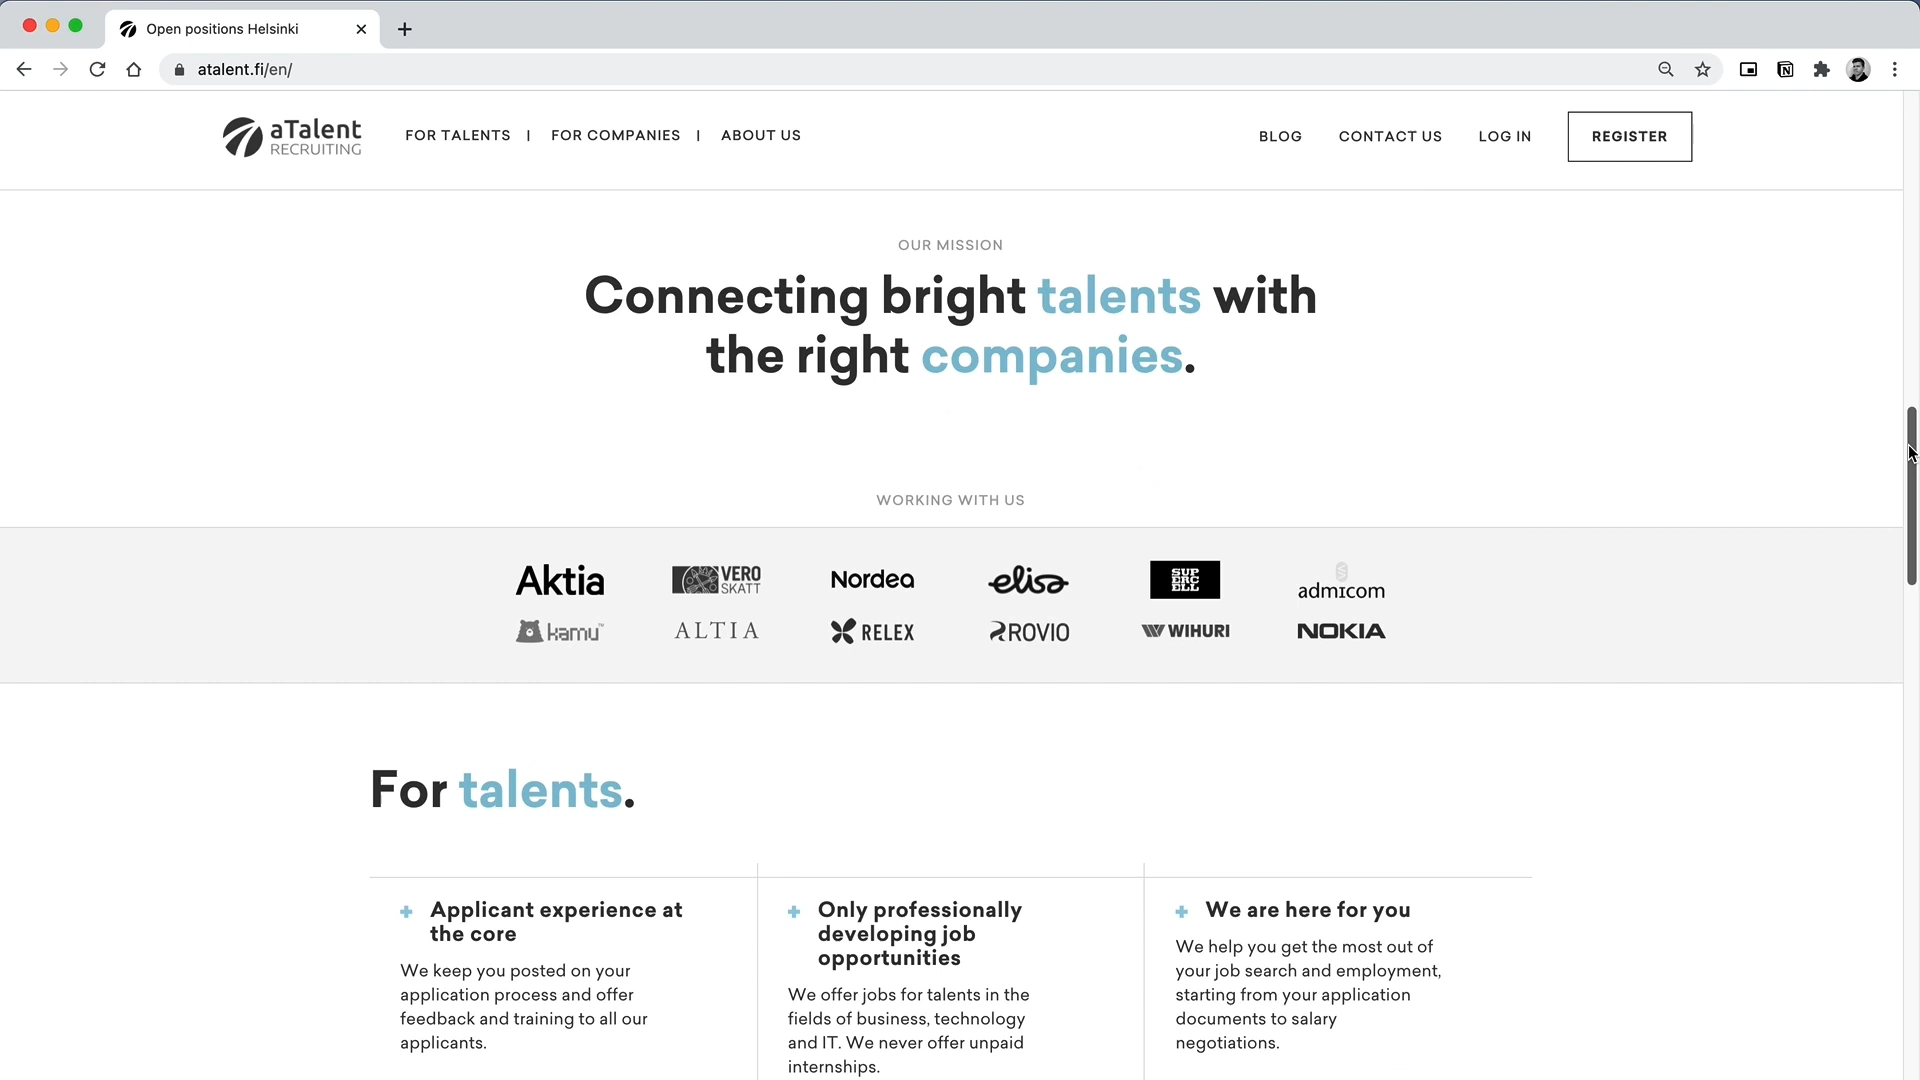 Open positions Helsinki
atalent.fi/en/
aTalent
RECRUITING
FOR TALENTS | FOR COMPANIES | ABOUT US
BLOG CONTACT US LOG IN REGISTER
OUR MISSION
Connecting bright talents with
the right companies.
WORKING WITH US
Aktia VERO SKATT Nordea elisa SUPERCELL admicom
kamu™ ALTIA RELEX ROVIO WIHURI NOKIA
For talents.
Applicant experience at
the core
We keep you posted on your
application process and offer
feedback and training to all our
applicants.
Only professionally
developing job
opportunities
We offer jobs for talents in the
fields of business, technology
and IT. We never offer unpaid
internships.
We are here for you
We help you get the most out of
your job search and employment,
starting from your application
documents to salary
negotiations.